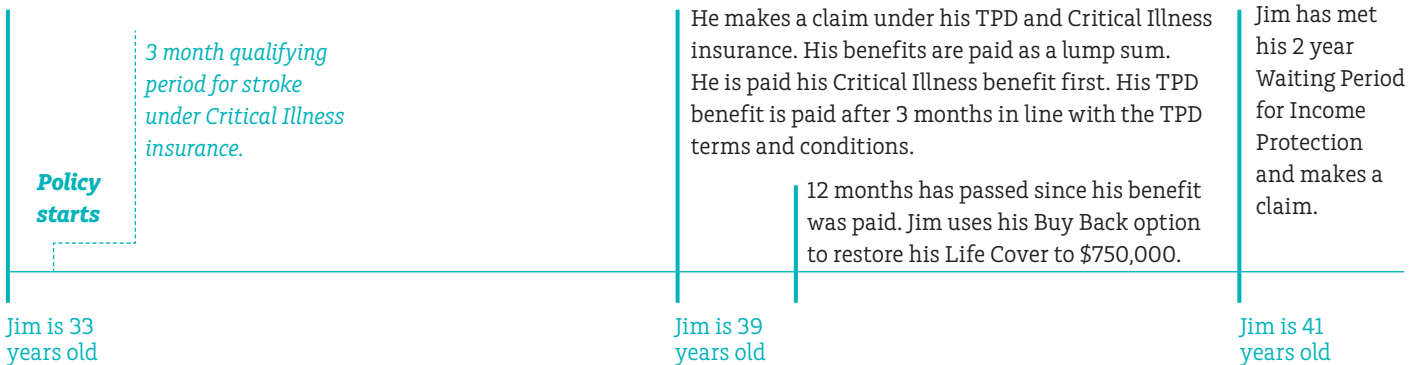 3 month qualifying
period for stroke
under Critical Illness
insurance.
Policy
starts
He makes a claim under his TPD and Critical Illness
insurance. His benefits are paid as a lump sum.
He is paid his Critical Illness benefit first. His TPD
benefit is paid after 3 months in line with the TPD
terms and conditions.
12 months has passed since his benefit
was paid. Jim uses his Buy Back option
to restore his Life Cover to $750,000.
Jim has met
his 2 year
Waiting Period
for Income
Protection
and makes a
claim.
Jim is 33
years old
Jim is 39
years old
Jim is 41
years old